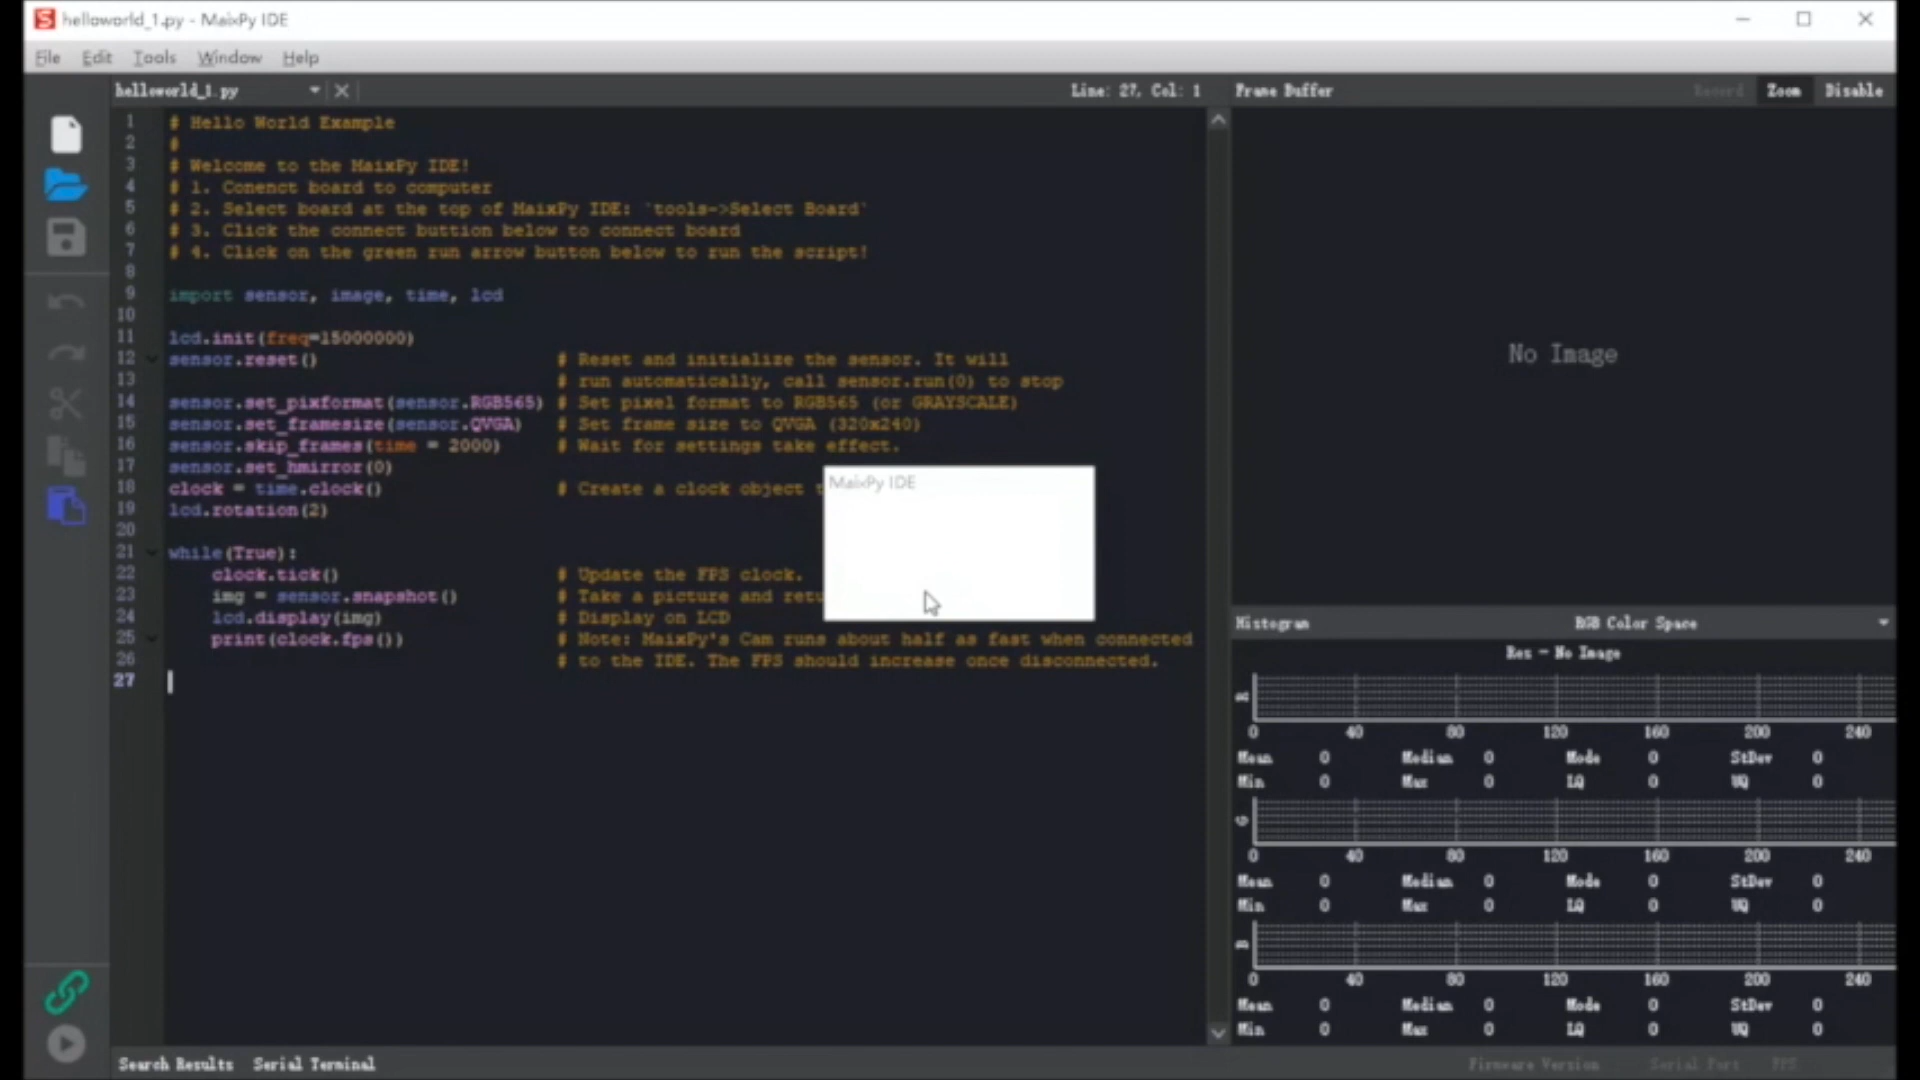 helloworld_1.py - MaixPy IDE
File Edit Tools Window Help
helloworld_1.py
Line: 27, Col: 1
Frame Buffer
Record Zoom Disable
1 # Hello World Example
2 #
3 # Welcome to the MaixPy IDE!
4 # 1. Conenct board to computer
5 # 2. Select board at the top of MaixPy IDE: `tools->Select Board`
6 # 3. Click the connect buttion below to connect board
7 # 4. Click on the green run arrow button below to run the script!
8
9 import sensor, image, time, lcd
10
11 lcd.init(freq=15000000)
12 sensor.reset() # Reset and initialize the sensor. It will
13 # run automatically, call sensor.run(0) to stop
14 sensor.set_pixformat(sensor.RGB565) # Set pixel format to RGB565 (or GRAYSCALE)
15 sensor.set_framesize(sensor.QVGA) # Set frame size to QVGA (320x240)
16 sensor.skip_frames(time = 2000) # Wait for settings take effect.
17 sensor.set_hmirror(0)
18 clock = time.clock() # Create a clock object
19 lcd.rotation(2)
20
21 while(True):
22 clock.tick() # Update the FPS clock.
23 img = sensor.snapshot() # Take a picture and retu
24 lcd.display(img) # Display on LCD
25 print(clock.fps()) # Note: MaixPy's Cam runs about half as fast when connected
26 # to the IDE. The FPS should increase once disconnected.
27
MaixPy IDE
No Image
Histogram RGB Color Space
Res - No Image
R
0 40 80 120 160 200 240
Mean 0 Median 0 Mode 0 StDev 0
Min 0 Max 0 LQ 0 UQ 0
G
0 40 80 120 160 200 240
Mean 0 Median 0 Mode 0 StDev 0
Min 0 Max 0 LQ 0 UQ 0
B
0 40 80 120 160 200 240
Mean 0 Median 0 Mode 0 StDev 0
Min 0 Max 0 LQ 0 UQ 0
Search Results Serial Terminal
Firmware Version Serial Port FPS